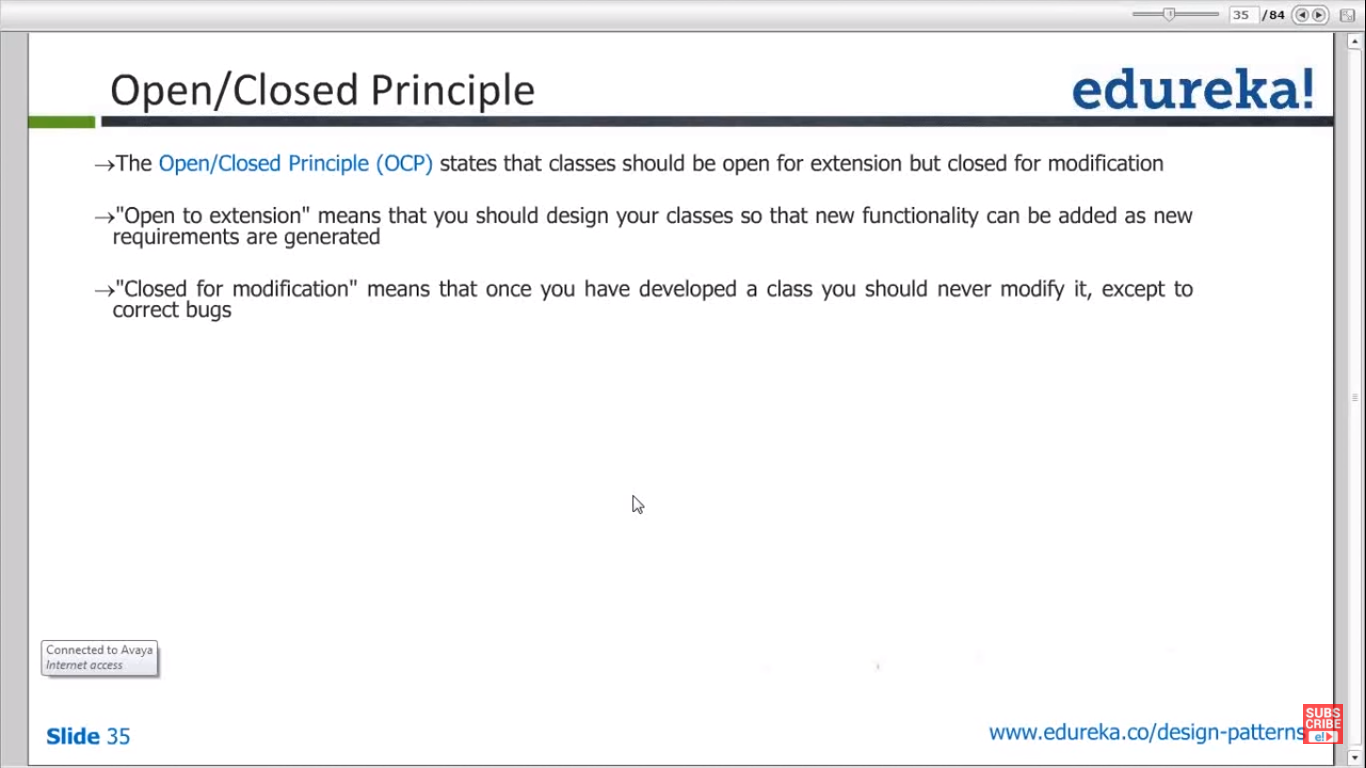 35 /84
Open/Closed Principle
edureka!
→The Open/Closed Principle (OCP) states that classes should be open for extension but closed for modification
→"Open to extension" means that you should design your classes so that new functionality can be added as new
requirements are generated
→"Closed for modification" means that once you have developed a class you should never modify it, except to
correct bugs
Connected to Avaya
Internet access
Slide 35
www.edureka.co/design-patterns
SUBS
CRIBE
e!